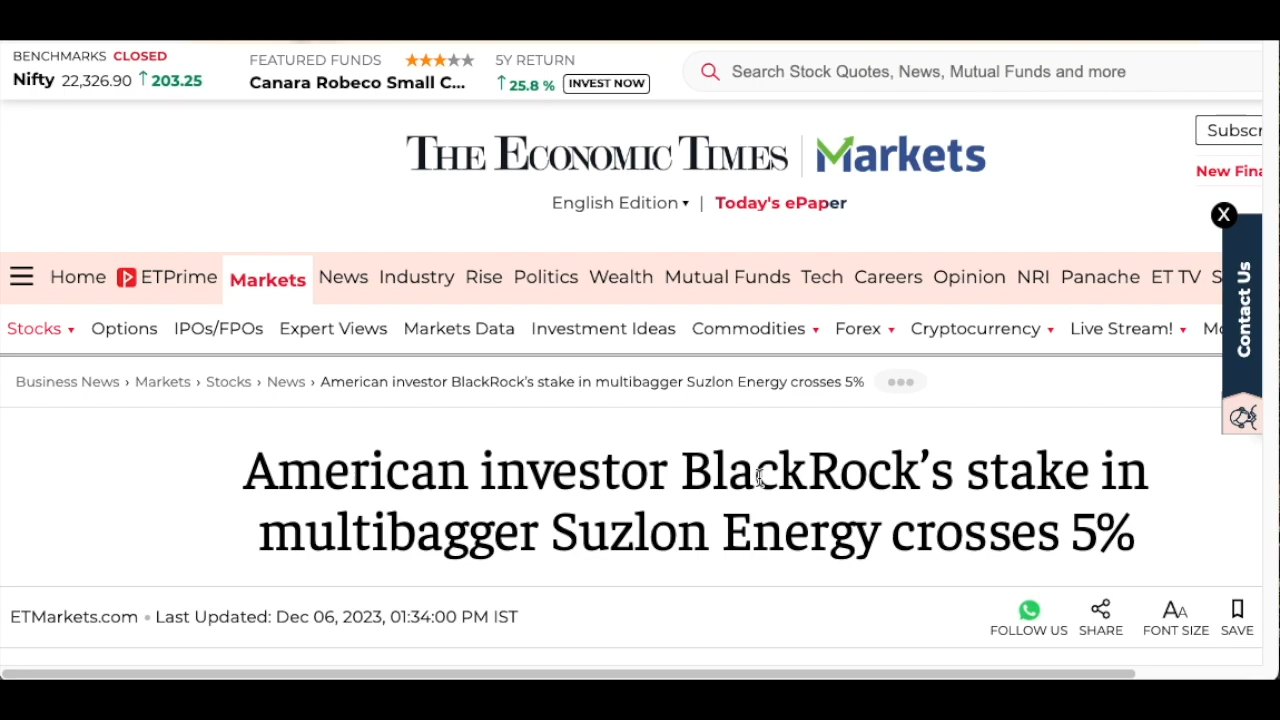 BENCHMARKS CLOSED
Nifty 22,326.90 ↑ 203.25
FEATURED FUNDS
Canara Robeco Small C...
5Y RETURN
↑ 25.8 % INVEST NOW
Search Stock Quotes, News, Mutual Funds and more
THE ECONOMIC TIMES | Markets
Subscr
English Edition ▾ | Today's ePaper
New Fina
X
Contact Us
Home ETPrime Markets News Industry Rise Politics Wealth Mutual Funds Tech Careers Opinion NRI Panache ET TV S
Stocks ▾ Options IPOs/FPOs Expert Views Markets Data Investment Ideas Commodities ▾ Forex ▾ Cryptocurrency ▾ Live Stream! ▾ Mo
Business News › Markets › Stocks › News › American investor BlackRock's stake in multibagger Suzlon Energy crosses 5% •••
American investor BlackRock’s stake in
multibagger Suzlon Energy crosses 5%
ETMarkets.com • Last Updated: Dec 06, 2023, 01:34:00 PM IST
FOLLOW US SHARE AA FONT SIZE SAVE